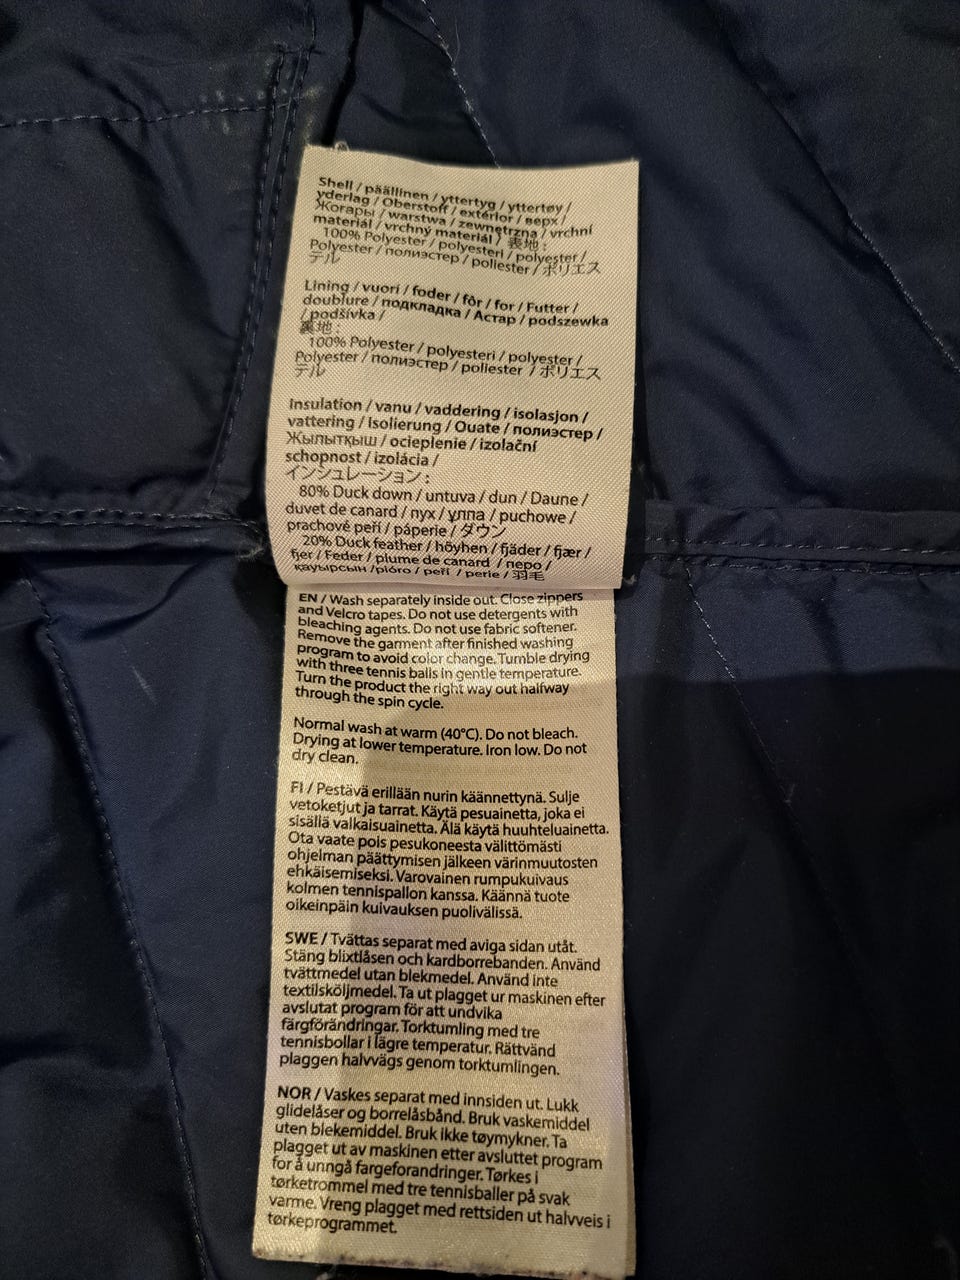 Shell / päällinen / yttertyg / yttertøy /
yderlag / Oberstoff / extérior / верх /
Жоғары / warstwa / zewnętrzna / vrchní
materiál / vrchný materiál / 表地 :
100% Polyester / polyesteri / polyester /
Polyester / полиэстер / poliester / ポリエス
テル
Lining / vuori / foder / fôr / for / Futter /
doublure / подкладка / Астар / podszewka
/ podšívka /
裏地 :
100% Polyester / polyesteri / polyester /
Polyester / полиэстер / poliester / ポリエス
テル
Insulation / vanu / vaddering / isolasjon /
vattering / Isolierung / Ouate / полиэстер /
Жылытқыш / ocieplenie / izolační
schopnost / izolácia /
インシュレーション :
80% Duck down / untuva / dun / Daune /
duvet de canard / пух / ұлпа / puchowe /
prachové peří / páperie / ダウン
20% Duck feather / höyhen / fjäder / fjær /
fjer / Feder / plume de canard / перо /
қауырсын /pióro / peří / perie / 羽毛
EN / Wash separately inside out. Close zippers
and Velcro tapes. Do not use detergents with
bleaching agents. Do not use fabric softener.
Remove the garment after finished washing
program to avoid color change. Tumble drying
with three tennis balls in gentle temperature.
Turn the product the right way out halfway
through the spin cycle.
Normal wash at warm (40°C). Do not bleach.
Drying at lower temperature. Iron low. Do not
dry clean.
FI / Pestävä erillään nurin käännettynä. Sulje
vetoketjut ja tarrat. Käytä pesuainetta, joka ei
sisällä valkaisuainetta. Älä käytä huuhteluainetta.
Ota vaate pois pesukoneesta välittömästi
ohjelman päättymisen jälkeen värinmuutosten
ehkäisemiseksi. Varovainen rumpukuivaus
kolmen tennispallon kanssa. Käännä tuote
oikeinpäin kuivauksen puolivälissä.
SWE / Tvättas separat med aviga sidan utåt.
Stäng blixtlåsen och kardborrebanden. Använd
tvättmedel utan blekmedel. Använd inte
textilsköljmedel. Ta ut plagget ur maskinen efter
avslutat program för att undvika
färgförändringar. Torktumling med tre
tennisbollar i lägre temperatur. Rättvänd
plaggen halvvägs genom torktumlingen.
NOR / Vaskes separat med innsiden ut. Lukk
glidelåser og borrelåsbånd. Bruk vaskemiddel
uten blekemiddel. Bruk ikke tøymykner. Ta
plagget ut av maskinen etter avsluttet program
for å unngå fargeforandringer. Tørkes i
tørketrommel med tre tennisballer på svak
varme. Vreng plagget med rettsiden ut halvveis i
tørkeprogrammet.